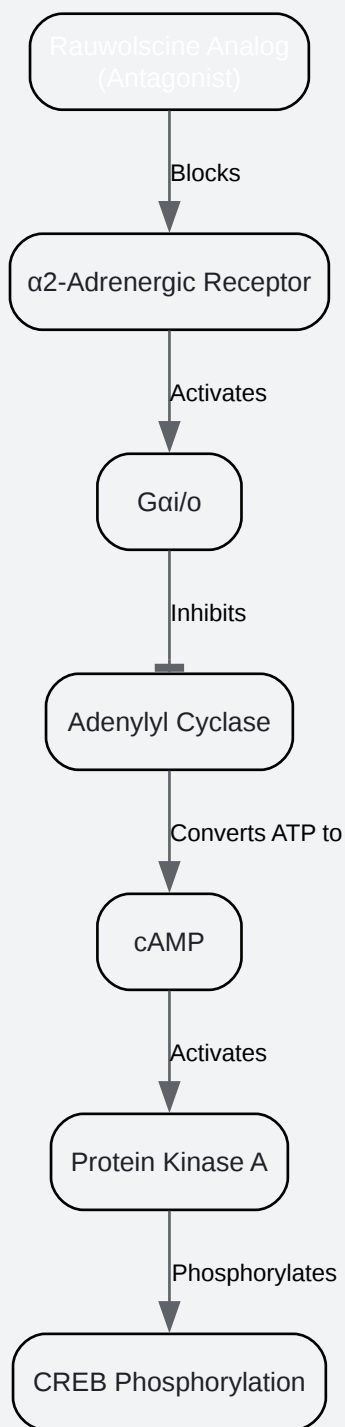 Rauwolscine Analog
(Antagonist)
Blocks
α2-Adrenergic Receptor
Activates
Gαi/o
Inhibits
Adenylyl Cyclase
Converts ATP to
cAMP
Activates
Protein Kinase A
Phosphorylates
CREB Phosphorylation